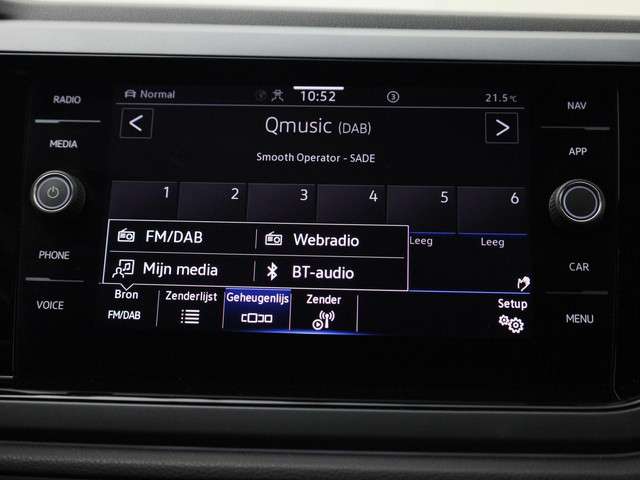 RADIO
MEDIA
PHONE
VOICE
Normal 10:52 3 21.5°C
< Qmusic (DAB) >
Smooth Operator - SADE
1 2 3 4 5 6
Leeg Leeg
FM/DAB Webradio
Mijn media BT-audio
Bron Zenderlijst Geheugenlijs Zender Setup
FM/DAB
NAV
APP
CAR
MENU